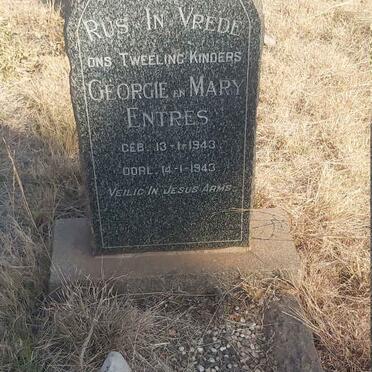 RUS IN VREDE
ONS TWEELING KINDERS
GEORGIE EN MARY
ENTRES
GEB. 13-1-1943
OORL. 14-1-1943
VEILIG IN JESUS ARMS